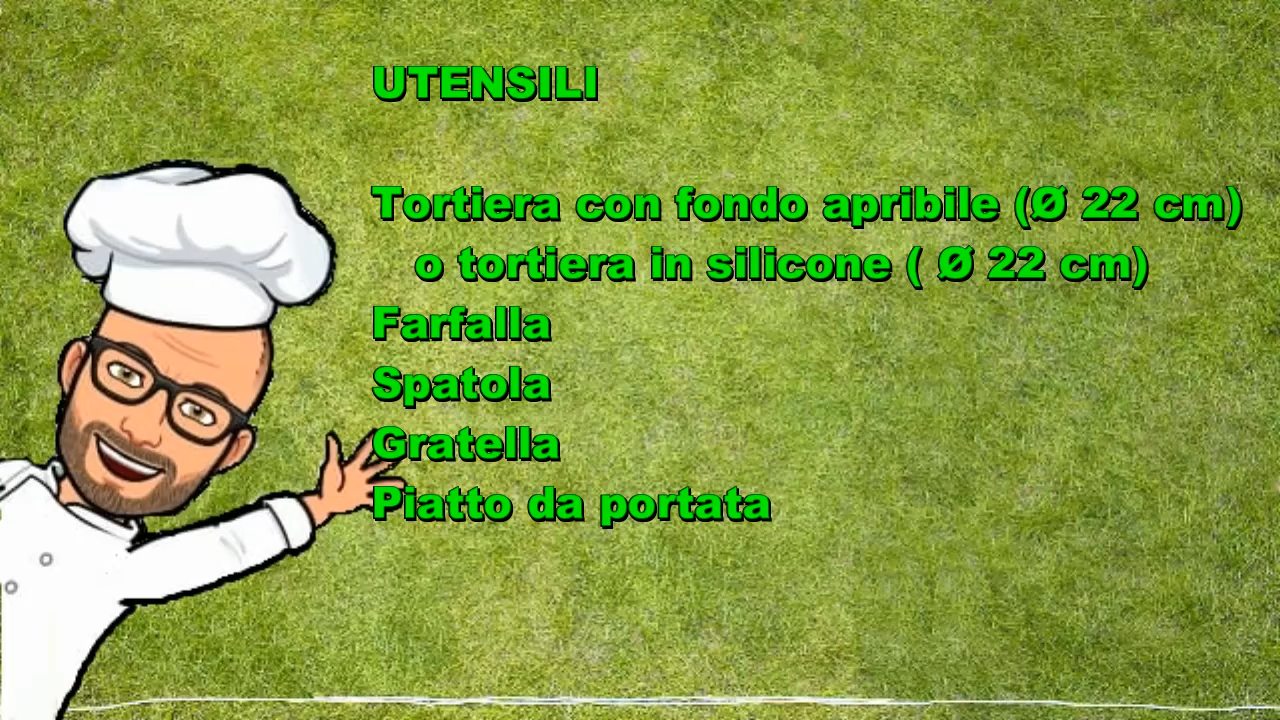 UTENSILI
Tortiera con fondo apribile (Ø 22 cm)
o tortiera in silicone ( Ø 22 cm)
Farfalla
Spatola
Gratella
Piatto da portata